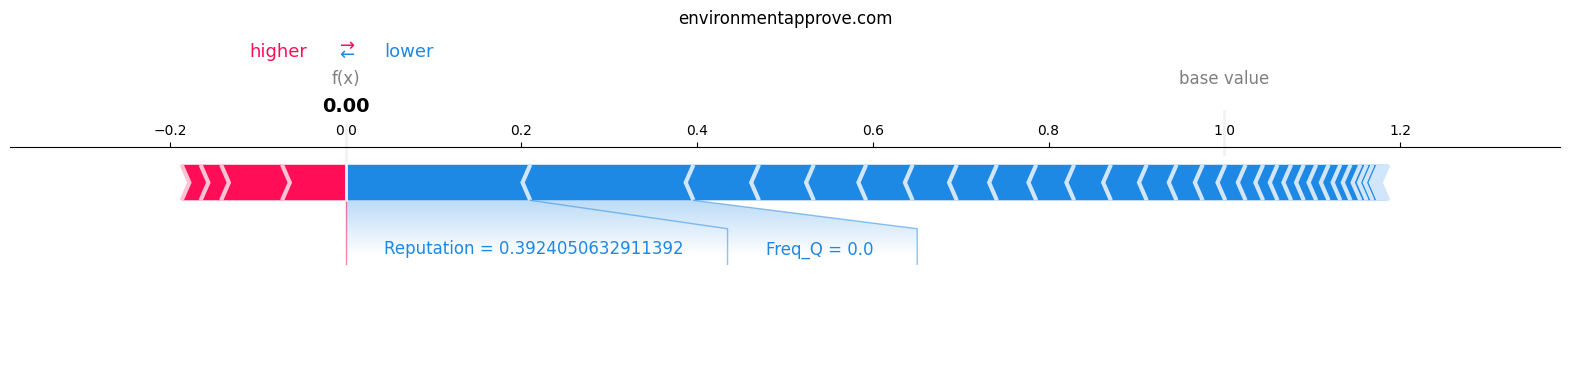 environmentapprove.com
higher ⇄ lower
f(x) base value
0.00
−0.2 0.0 0.2 0.4 0.6 0.8 1.0 1.2
Reputation = 0.3924050632911392 Freq_Q = 0.0